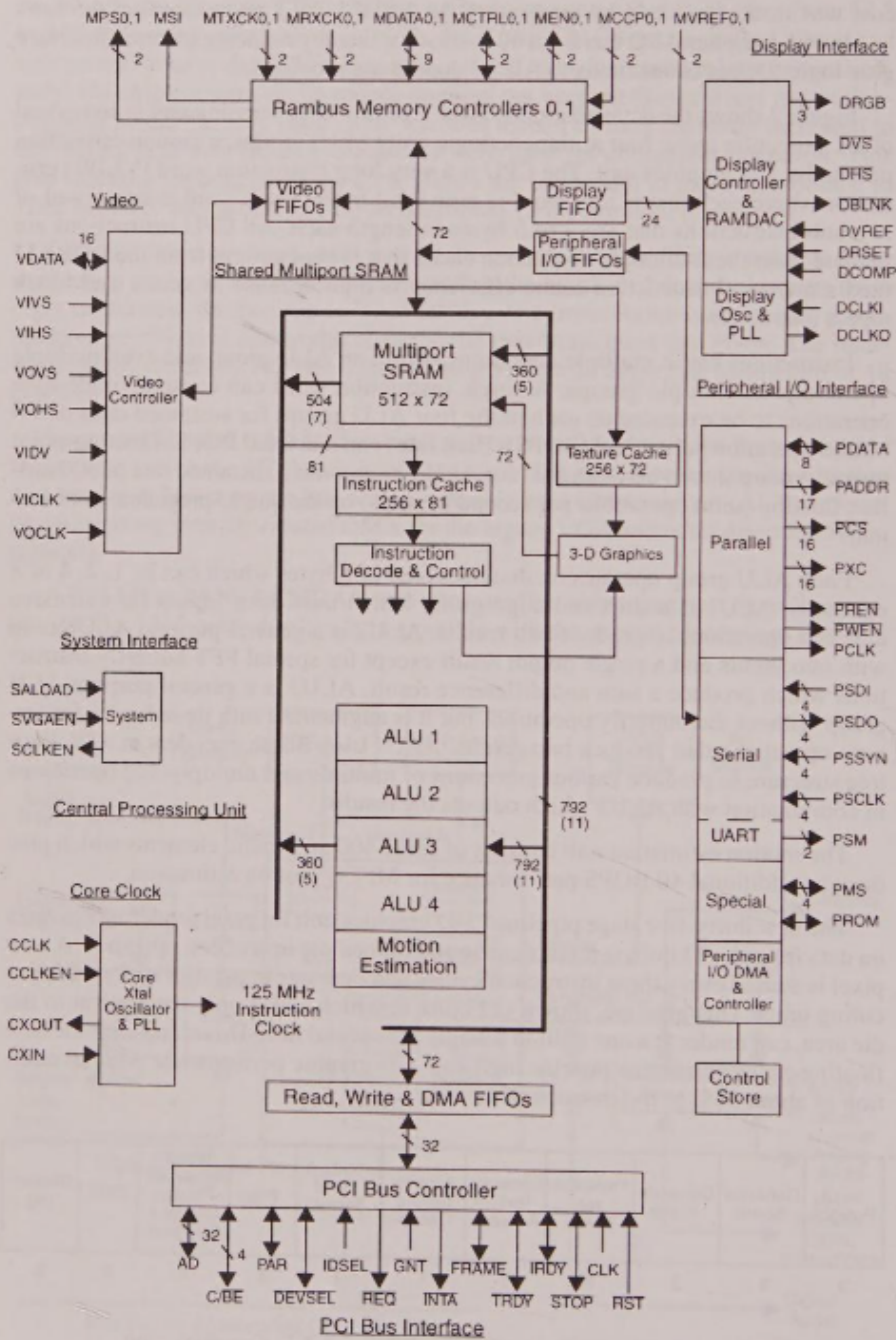 MPS0,1 MSI MTXCK0,1 MRXCK0,1 MDATA0,1 MCTRL0,1 MEN0,1 MCCP0,1 MVREF0,1
2 2 2 9 2 2 2
Display Interface
Rambus Memory Controllers 0,1
DRGB
3
DVS
DHS
DBLNK
DVREF
DRSET
DCOMP
DCLKI
DCLKO
Display Controller & RAMDAC
Display Osc & PLL
Video FIFOs
Display FIFO
24
72
Peripheral I/O FIFOs
Video
16
VDATA
VIVS
VIHS
VOVS
VOHS
VIDV
VICLK
VOCLK
Video Controller
Shared Multiport SRAM
Multiport SRAM
512 x 72
504
(7)
360
(5)
81
72
Instruction Cache
256 x 81
Texture Cache
256 x 72
Instruction Decode & Control
3-D Graphics
Peripheral I/O Interface
PDATA
8
PADDR
17
PCS
16
PXC
16
PREN
PWEN
PCLK
PSDI
4
PSDO
4
PSSYN
4
PSCLK
4
PSM
2
PMS
4
PROM
Parallel
Serial
UART
Special
Peripheral I/O DMA & Controller
Control Store
System Interface
SALOAD
SVGAEN
SCLKEN
System
Central Processing Unit
ALU 1
ALU 2
ALU 3
ALU 4
Motion Estimation
360
(5)
792
(11)
792
(11)
Core Clock
CCLK
CCLKEN
CXOUT
CXIN
Core Xtal Oscillator & PLL
125 MHz Instruction Clock
72
Read, Write & DMA FIFOs
32
PCI Bus Controller
32 4
AD PAR IDSEL GNT FRAME IRDY CLK
C/BE DEVSEL REQ INTA TRDY STOP RST
PCI Bus Interface